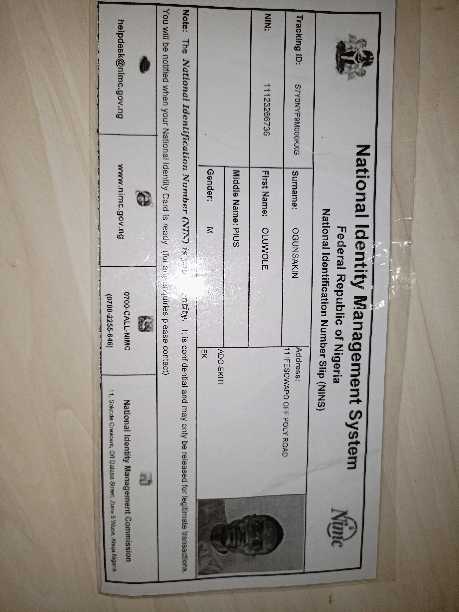 National Identity Management System
Federal Republic of Nigeria
National Identification Number Slip (NINS)
Nimc
Tracking ID:
Surname: OGUNSAKIN
Address:
NIN: 11125266736
First Name: OLUWOLE
OFF POLY ROAD
Middle Name: PIUS
Gender: M
ADO-EKITI
EK
Note: The National Identification Number (NIN) is your identity. It is confidential and may only be released for legitimate transactions.
You will be notified when your National Identity Card is ready (for any enquiries please contact)
helpdesk@nimc.gov.ng
www.nimc.gov.ng
0700-CALL-NIMC
(0700-2255-646)
National Identity Management Commission
11, Sokode Crescent, Off Dalaba Street, Zone 5 Wuse, Abuja Nigeria